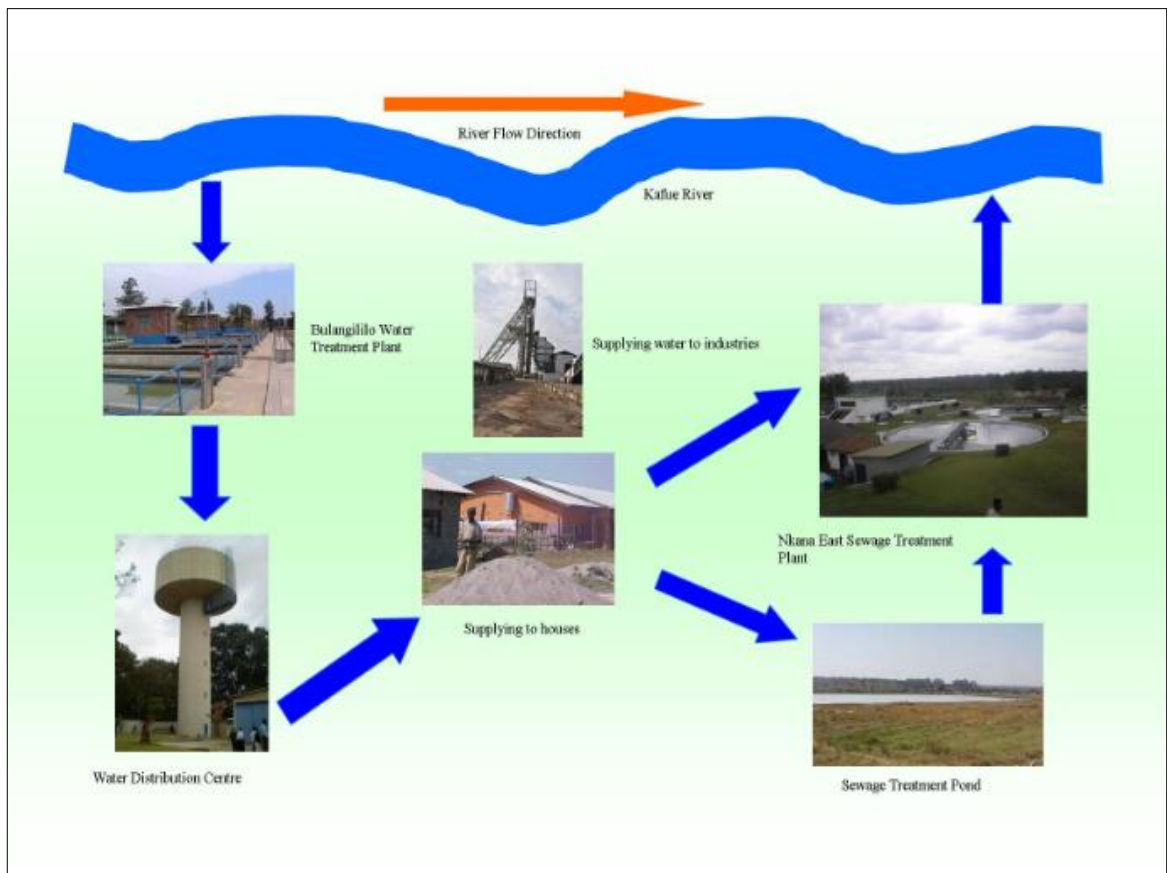 River Flow Direction
Kafue River
Bulangililo Water
Treatment Plant
Supplying water to industries
Supplying to houses
Nkana East Sewage Treatment
Plant
Water Distribution Centre
Sewage Treatment Pond